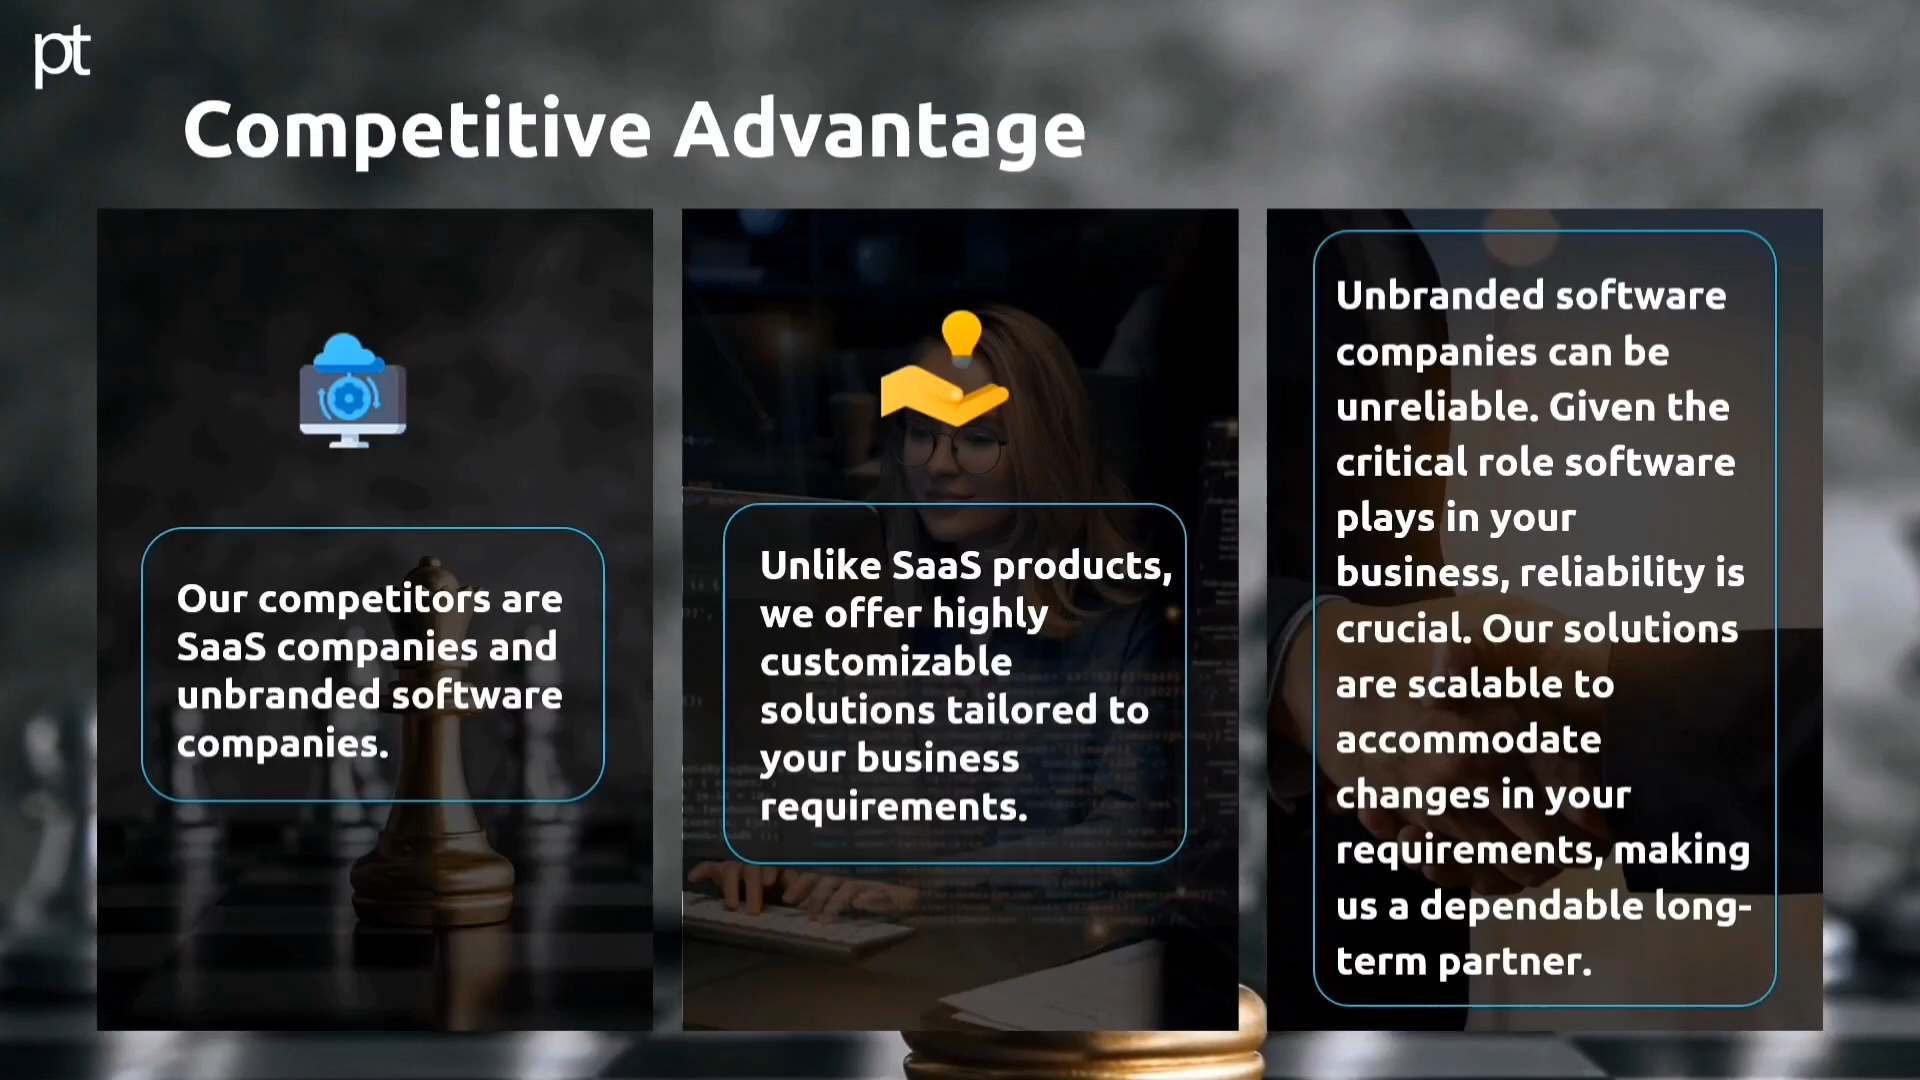 pt
Competitive Advantage
Our competitors are
SaaS companies and
unbranded software
companies.
Unlike SaaS products,
we offer highly
customizable
solutions tailored to
your business
requirements.
Unbranded software
companies can be
unreliable. Given the
critical role software
plays in your
business, reliability is
crucial. Our solutions
are scalable to
accommodate
changes in your
requirements, making
us a dependable long-
term partner.